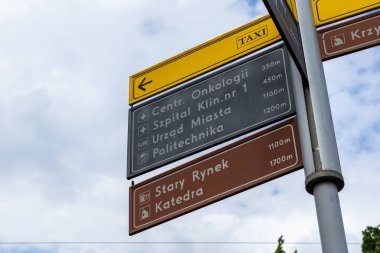 TAXI
Centr. Onkologii 350m
Szpital Klin.nr 1 450m
Urząd Miasta 1100m
Politechnika 1200m
Stary Rynek 1100m
Katedra 1700m
Krzy